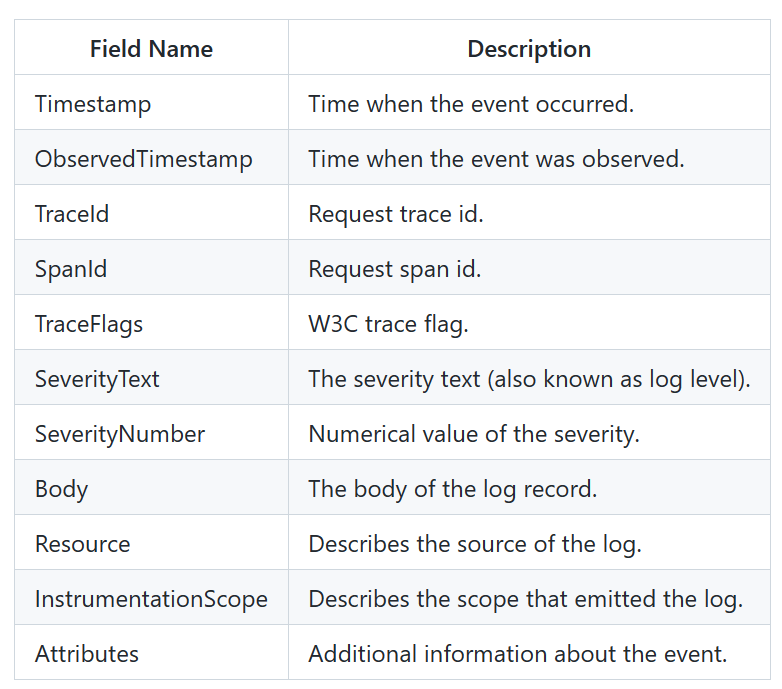 Field Name Description
Timestamp Time when the event occurred.
ObservedTimestamp Time when the event was observed.
TraceId Request trace id.
SpanId Request span id.
TraceFlags W3C trace flag.
SeverityText The severity text (also known as log level).
SeverityNumber Numerical value of the severity.
Body The body of the log record.
Resource Describes the source of the log.
InstrumentationScope Describes the scope that emitted the log.
Attributes Additional information about the event.